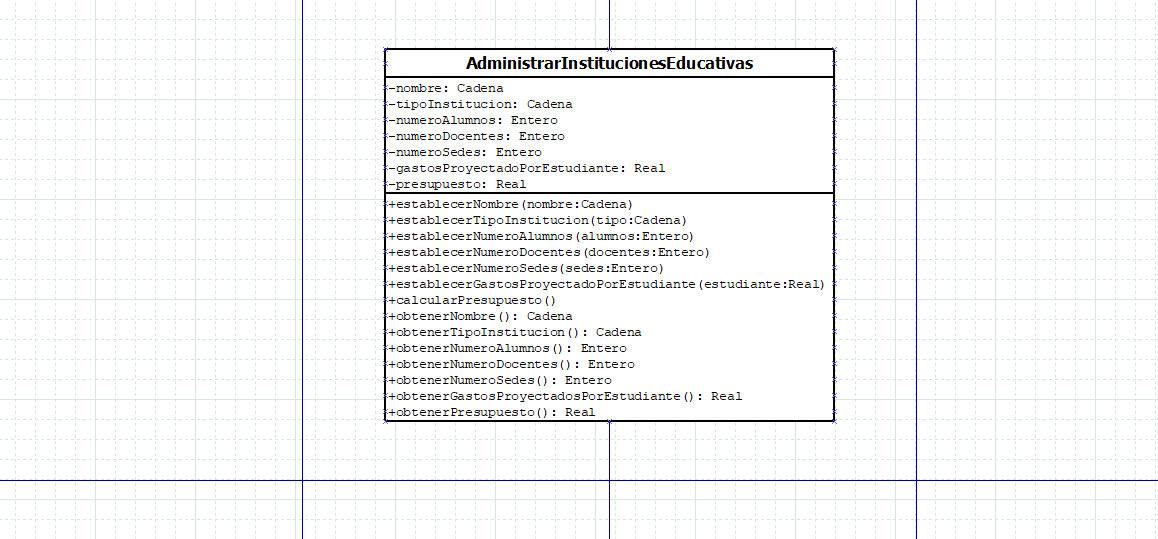 AdministrarInstitucionesEducativas
-nombre: Cadena
-tipoInstitucion: Cadena
-numeroAlumnos: Entero
-numeroDocentes: Entero
-numeroSedes: Entero
-gastosProyectadoPorEstudiante: Real
-presupuesto: Real
+establecerNombre(nombre:Cadena)
+establecerTipoInstitucion(tipo:Cadena)
+establecerNumeroAlumnos(alumnos:Entero)
+establecerNumeroDocentes(docentes:Entero)
+establecerNumeroSedes(sedes:Entero)
+establecerGastosProyectadoPorEstudiante(estudiante:Real)
+calcularPresupuesto()
+obtenerNombre(): Cadena
+obtenerTipoInstitucion(): Cadena
+obtenerNumeroAlumnos(): Entero
+obtenerNumeroDocentes(): Entero
+obtenerNumeroSedes(): Entero
+obtenerGastosProyectadosPorEstudiante(): Real
+obtenerPresupuesto(): Real